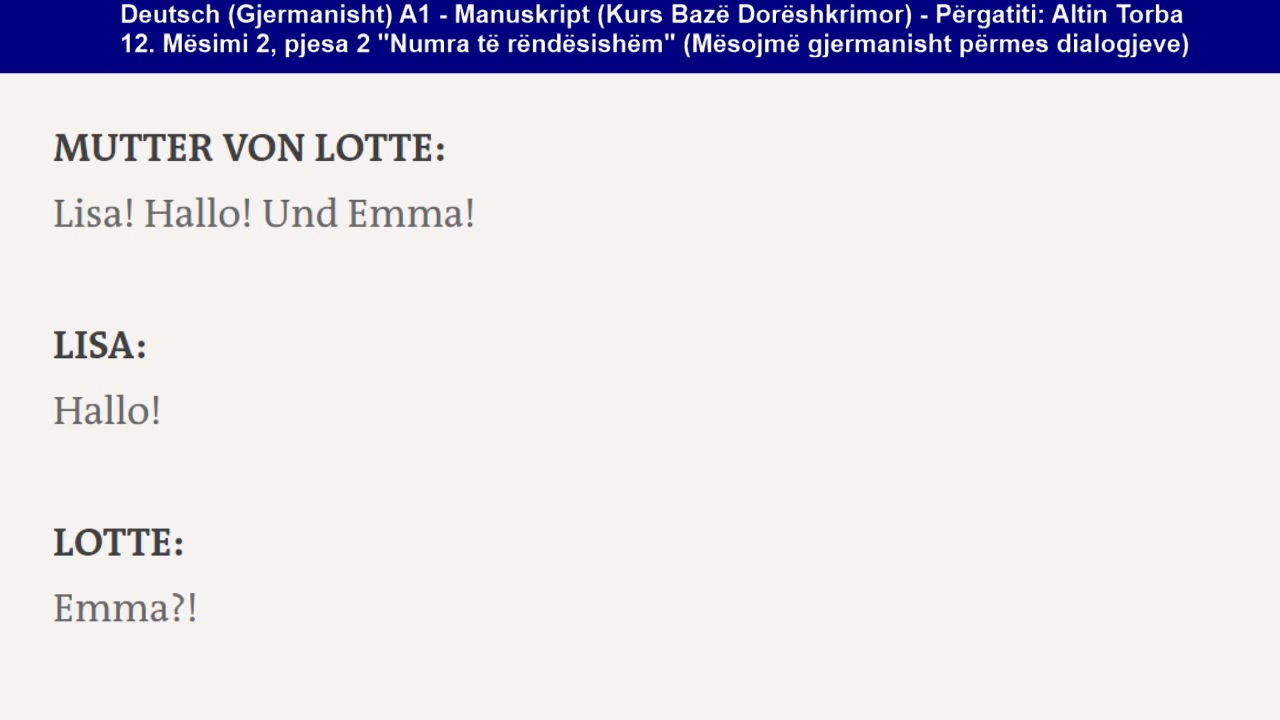 Deutsch (Gjermanisht) A1 - Manuskript (Kurs Bazë Dorëshkrimor) - Përgatiti: Altin Torba
12. Mësimi 2, pjesa 2 "Numra të rëndësishëm" (Mësojmë gjermanisht përmes dialogjeve)
MUTTER VON LOTTE:
Lisa! Hallo! Und Emma!
LISA:
Hallo!
LOTTE:
Emma?!